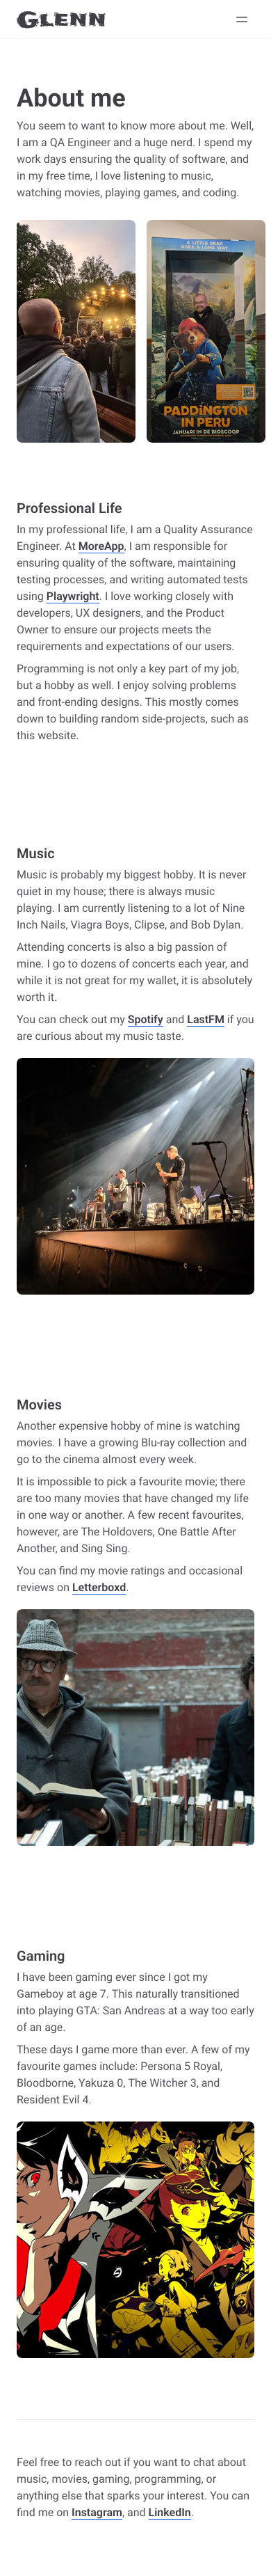 GLENN
About me
You seem to want to know more about me. Well,
I am a QA Engineer and a huge nerd. I spend my
work days ensuring the quality of software, and
in my free time, I love listening to music,
watching movies, playing games, and coding.
A LITTLE BEAR
GOES A LONG WAY
PADDINGTON
IN PERU
JANUARI IN DE BIOSCOOP
Professional Life
In my professional life, I am a Quality Assurance
Engineer. At MoreApp, I am responsible for
ensuring quality of the software, maintaining
testing processes, and writing automated tests
using Playwright. I love working closely with
developers, UX designers, and the Product
Owner to ensure our projects meets the
requirements and expectations of our users.
Programming is not only a key part of my job,
but a hobby as well. I enjoy solving problems
and front-ending designs. This mostly comes
down to building random side-projects, such as
this website.
Music
Music is probably my biggest hobby. It is never
quiet in my house; there is always music
playing. I am currently listening to a lot of Nine
Inch Nails, Viagra Boys, Clipse, and Bob Dylan.
Attending concerts is also a big passion of
mine. I go to dozens of concerts each year, and
while it is not great for my wallet, it is absolutely
worth it.
You can check out my Spotify and LastFM if you
are curious about my music taste.
Movies
Another expensive hobby of mine is watching
movies. I have a growing Blu-ray collection and
go to the cinema almost every week.
It is impossible to pick a favourite movie; there
are too many movies that have changed my life
in one way or another. A few recent favourites,
however, are The Holdovers, One Battle After
Another, and Sing Sing.
You can find my movie ratings and occasional
reviews on Letterboxd.
Gaming
I have been gaming ever since I got my
Gameboy at age 7. This naturally transitioned
into playing GTA: San Andreas at a way too early
of an age.
These days I game more than ever. A few of my
favourite games include: Persona 5 Royal,
Bloodborne, Yakuza 0, The Witcher 3, and
Resident Evil 4.
Feel free to reach out if you want to chat about
music, movies, gaming, programming, or
anything else that sparks your interest. You can
find me on Instagram, and LinkedIn.